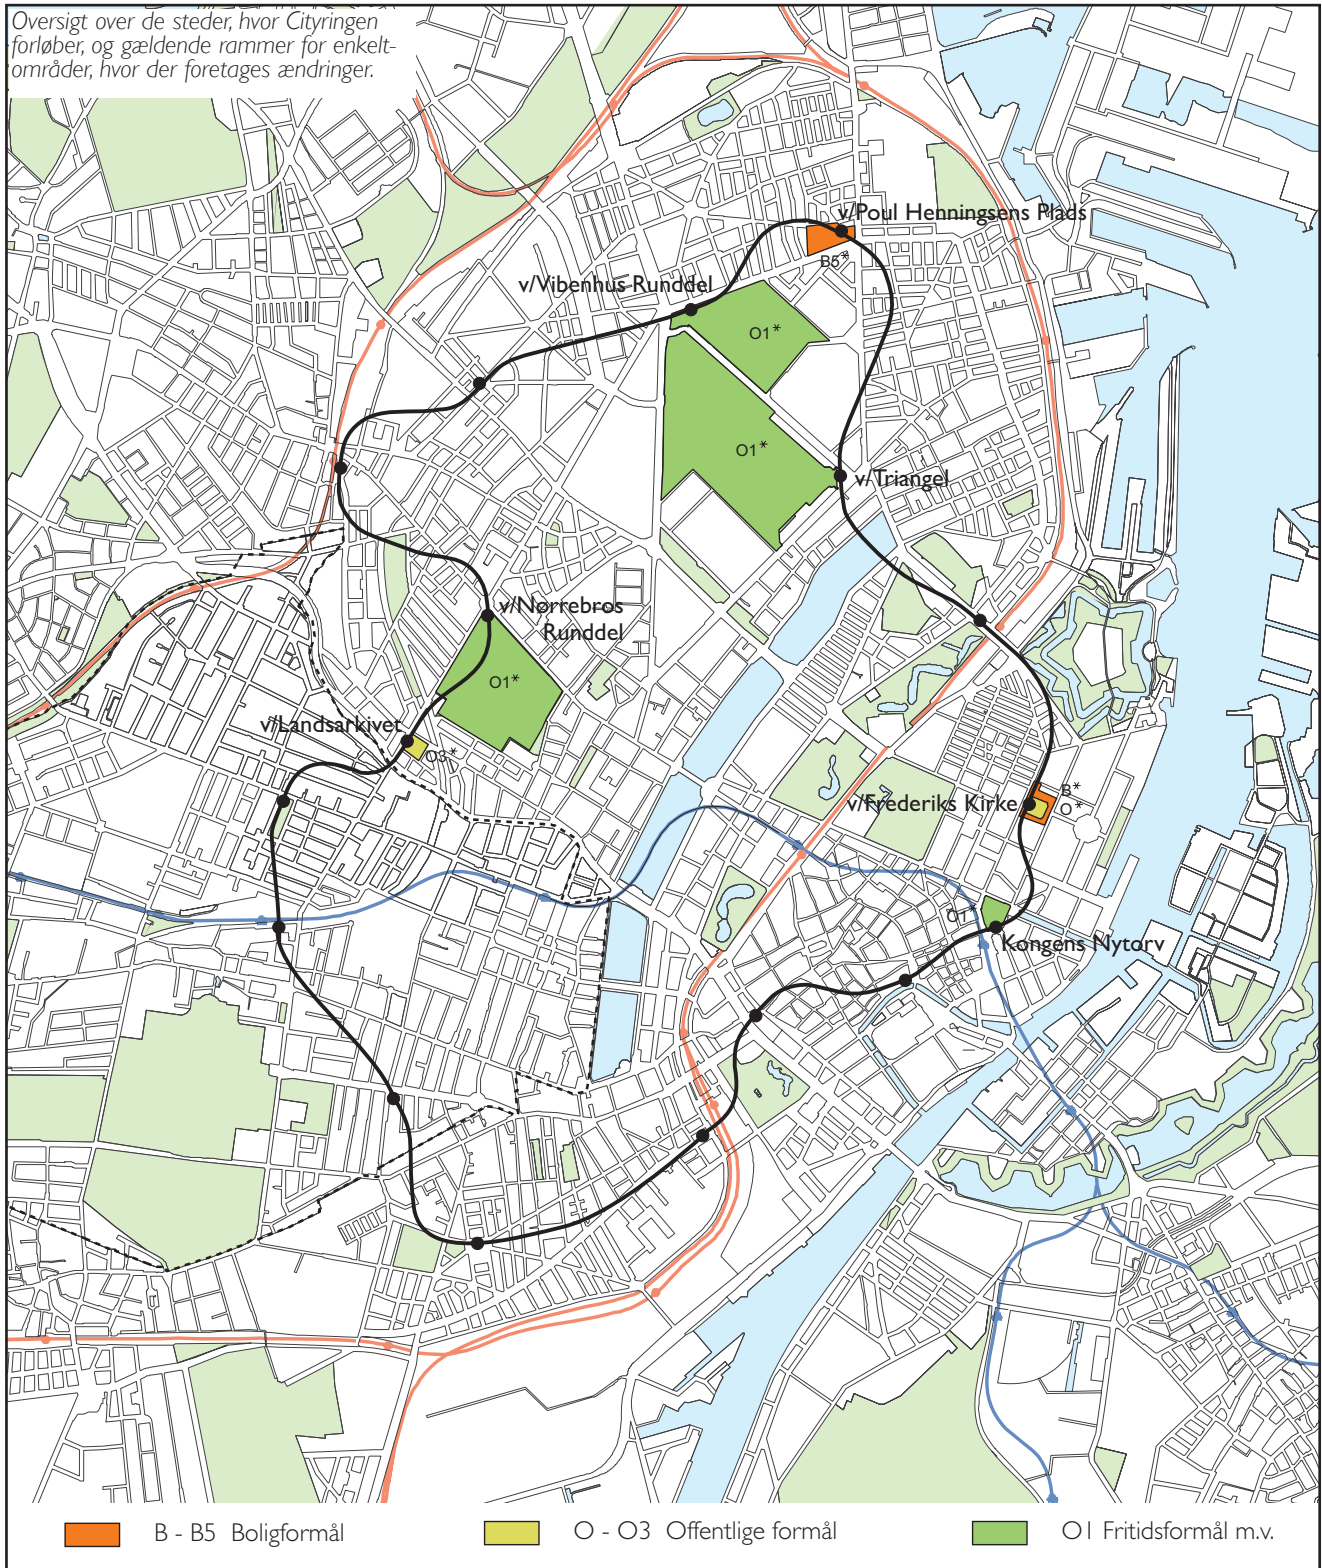 Oversigt over de steder, hvor Cityringen
forløber, og gældende rammer for enkelt-
områder, hvor der foretages ændringer.
v/Poul Henningsens Plads
B5*
v/Vibenhus Runddel
O1*
O1*
v/Triangel
v/Nørrebros
Runddel
O1*
v/Landsarkivet
O3*
v/Frederiks Kirke
B*
O*
O1*
Kongens Nytorv
B - B5 Boligformål
O - O3 Offentlige formål
O1 Fritidsformål m.v.